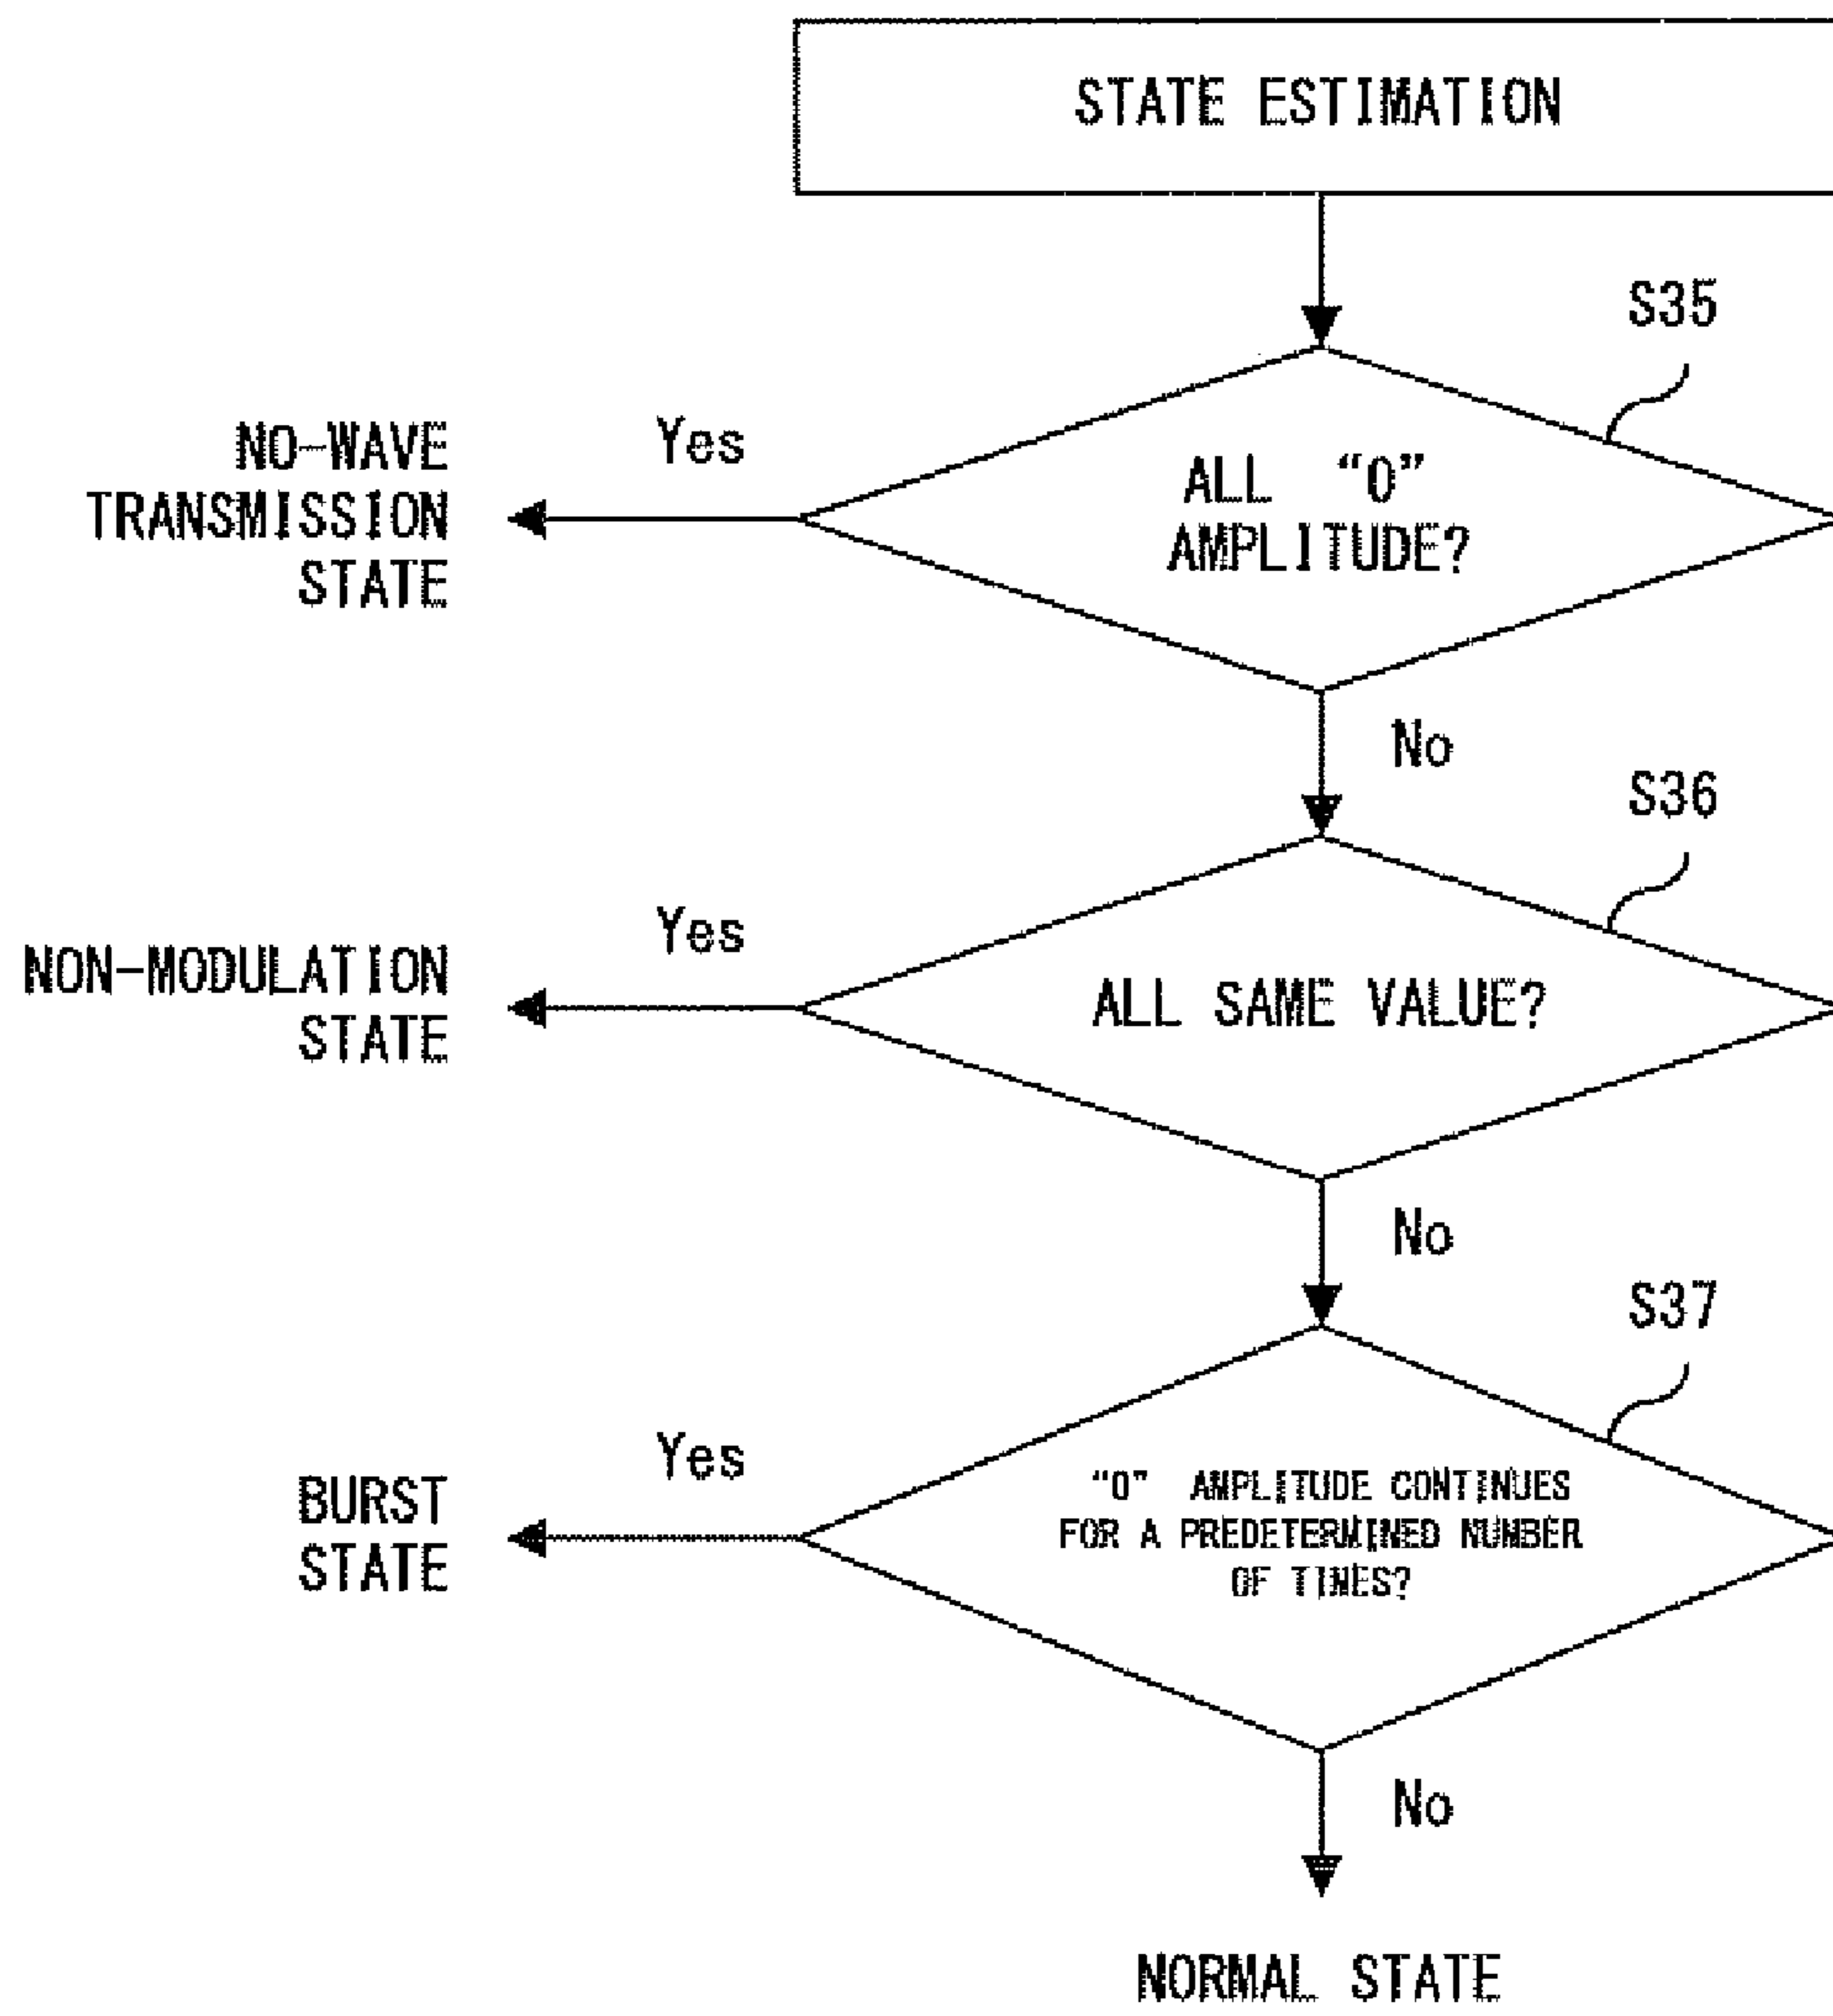 STATE ESTIMATION
S35
NO-WAVE
TRANSMISSION
STATE
Yes
ALL “0”
AMPLITUDE?
No
S36
NON-MODULATION
STATE
Yes
ALL SAME VALUE?
No
S37
BURST
STATE
Yes
“0” AMPLITUDE CONTINUES
FOR A PREDETERMINED NUMBER
OF TIMES?
No
NORMAL STATE